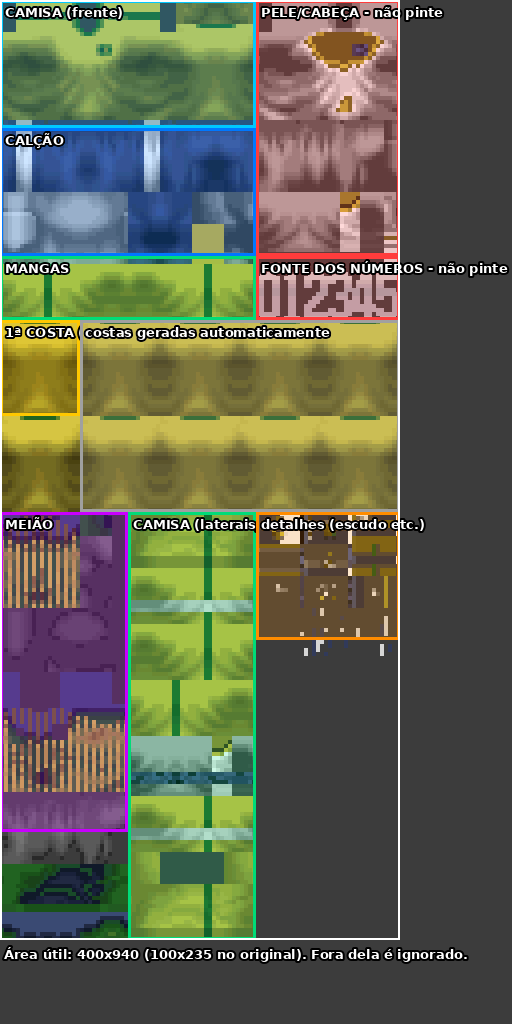 CAMISA (frente)
PELE/CABEÇA - não pinte
CALÇÃO
MANGAS
FONTE DOS NÚMEROS - não pinte
012345
1ª COSTA (
costas geradas automaticamente
MEIÃO
CAMISA (laterais
detalhes (escudo etc.)
Área útil: 400x940 (100x235 no original). Fora dela é ignorado.